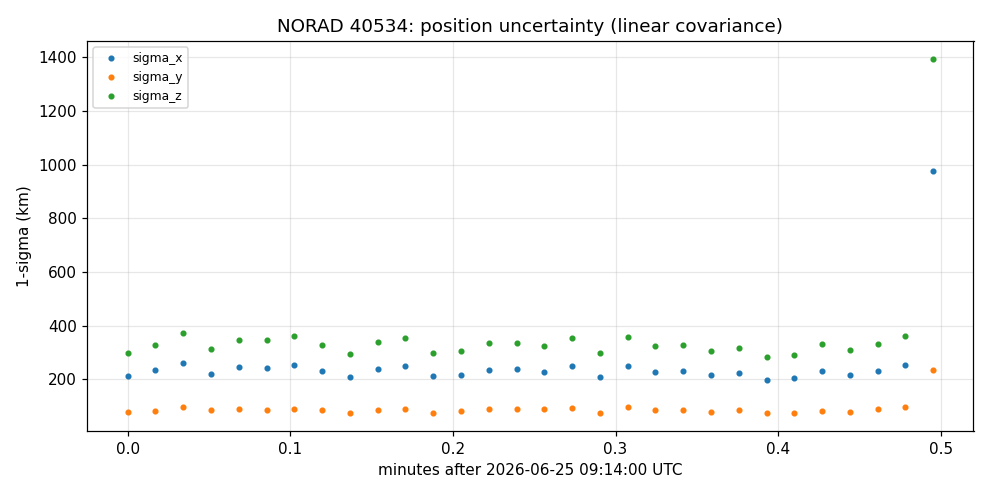 NORAD 40534: position uncertainty (linear covariance)
sigma_x
sigma_y
sigma_z
1-sigma (km)
1400
1200
1000
800
600
400
200
0.0 0.1 0.2 0.3 0.4 0.5
minutes after 2026-06-25 09:14:00 UTC